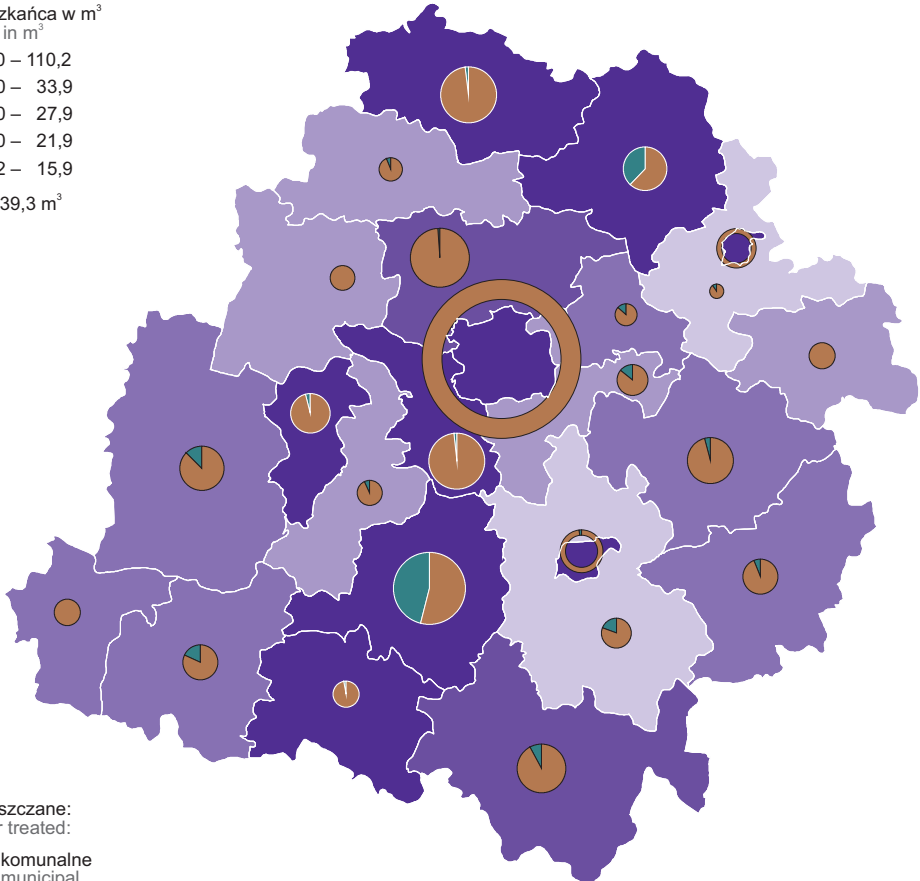 zkańca w m³
in m³
0 – 110,2
0 – 33,9
0 – 27,9
0 – 21,9
2 – 15,9
39,3 m³
szczane:
r treated:
komunalne
municipal